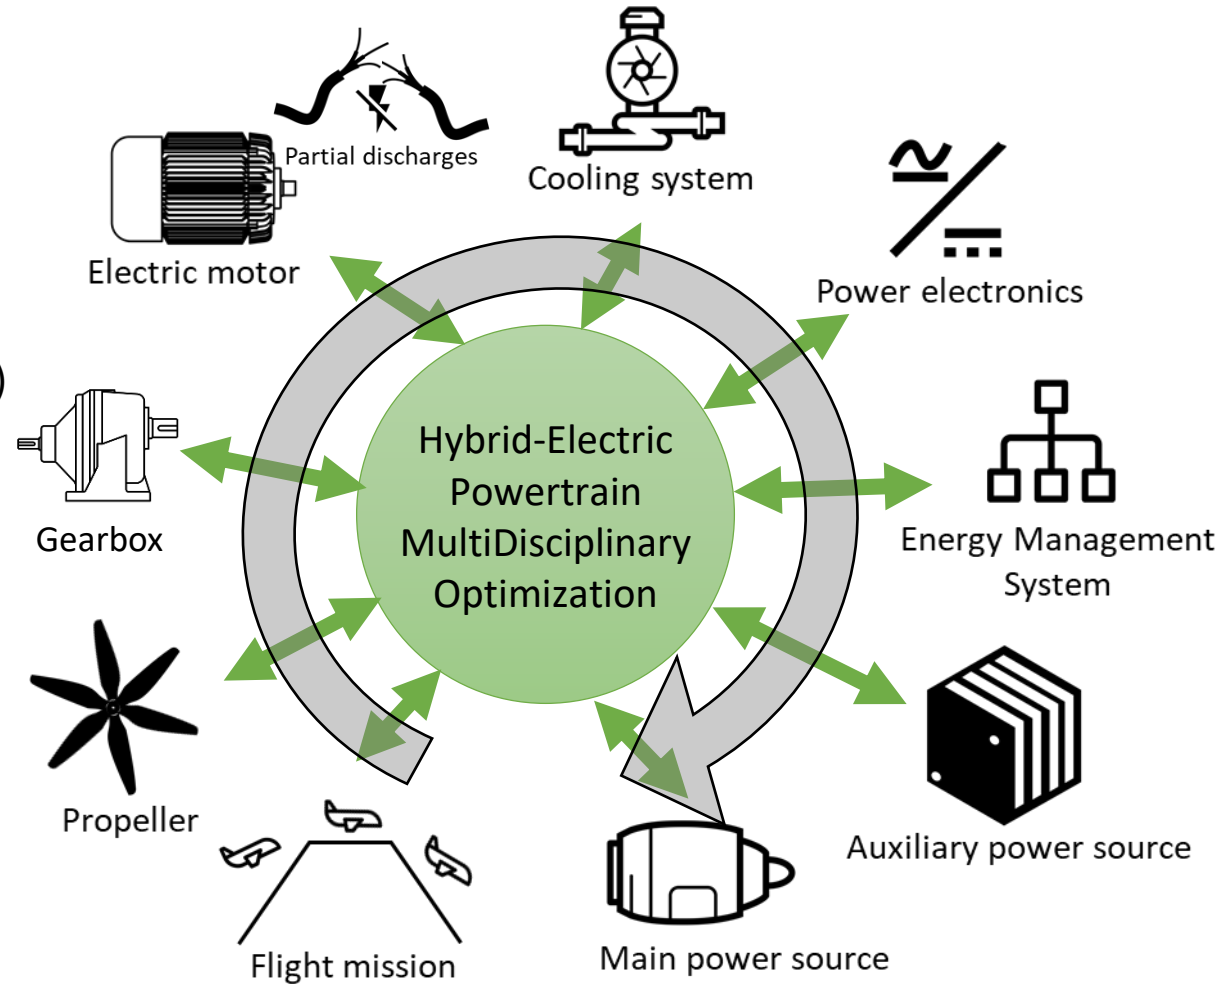 Partial discharges
Cooling system
Electric motor
Power electronics
)
Hybrid-Electric
Powertrain
MultiDisciplinary
Optimization
Gearbox
Energy Management
System
Propeller
Auxiliary power source
Flight mission
Main power source